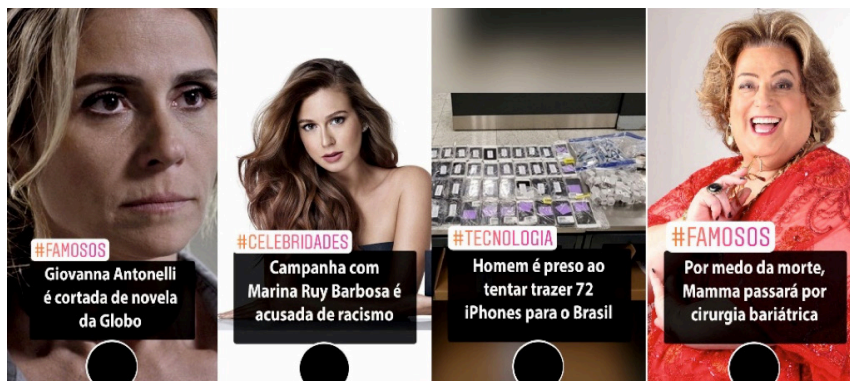 #FAMOSOS
Giovanna Antonelli
é cortada de novela
da Globo
#CELEBRIDADES
Campanha com
Marina Ruy Barbosa é
acusada de racismo
#TECNOLOGIA
Homem é preso ao
tentar trazer 72
iPhones para o Brasil
#FAMOSOS
Por medo da morte,
Mamma passará por
cirurgia bariátrica